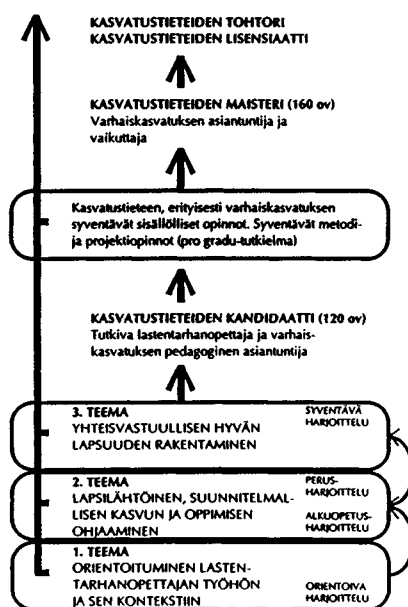 KASVATUSTIETEIDEN TOHTORI
KASVATUSTIETEIDEN LISENSIAATTI
KASVATUSTIETEIDEN MAISTERI (160 ov)
Varhaiskasvatuksen asiantuntija ja
vaikuttaja
Kasvatustieteen, erityisesti varhaiskasvatuksen
syventävät sisällölliset opinnot. Syventävät metodi-
ja projektiopinnot (pro gradu-tutkielma)
KASVATUSTIETEIDEN KANDIDAATTI (120 ov)
Tutkiva lastentarhanopettaja ja varhais-
kasvatuksen pedagoginen asiantuntija
3. TEEMA
YHTEISVASTUULLISEN HYVÄN
LAPSUUDEN RAKENTAMINEN
SYVENTÄVÄ
HARJOITTELU
2. TEEMA
LAPSILÄHTÖINEN, SUUNNITELMAL-
LISEN KASVUN JA OPPIMISEN
OHJAAMINEN
PERUS-
HARJOITTELU
ALKUOPETUS-
HARJOITTELU
1. TEEMA
ORIENTOITUMINEN LASTEN-
TARHANOPETTAJAN TYÖHÖN
JA SEN KONTEKSTIIN
ORIENTOIVA
HARJOITTELU